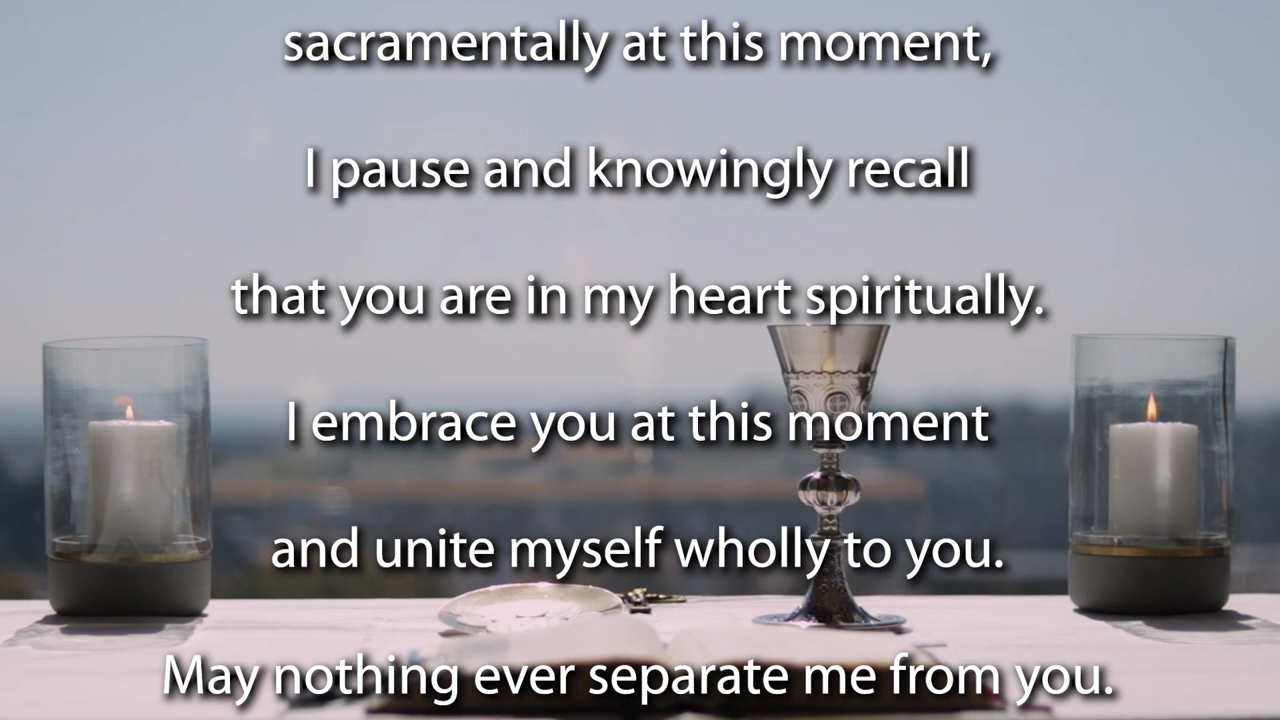 sacramentally at this moment,
I pause and knowingly recall
that you are in my heart spiritually.
I embrace you at this moment
and unite myself wholly to you.
May nothing ever separate me from you.